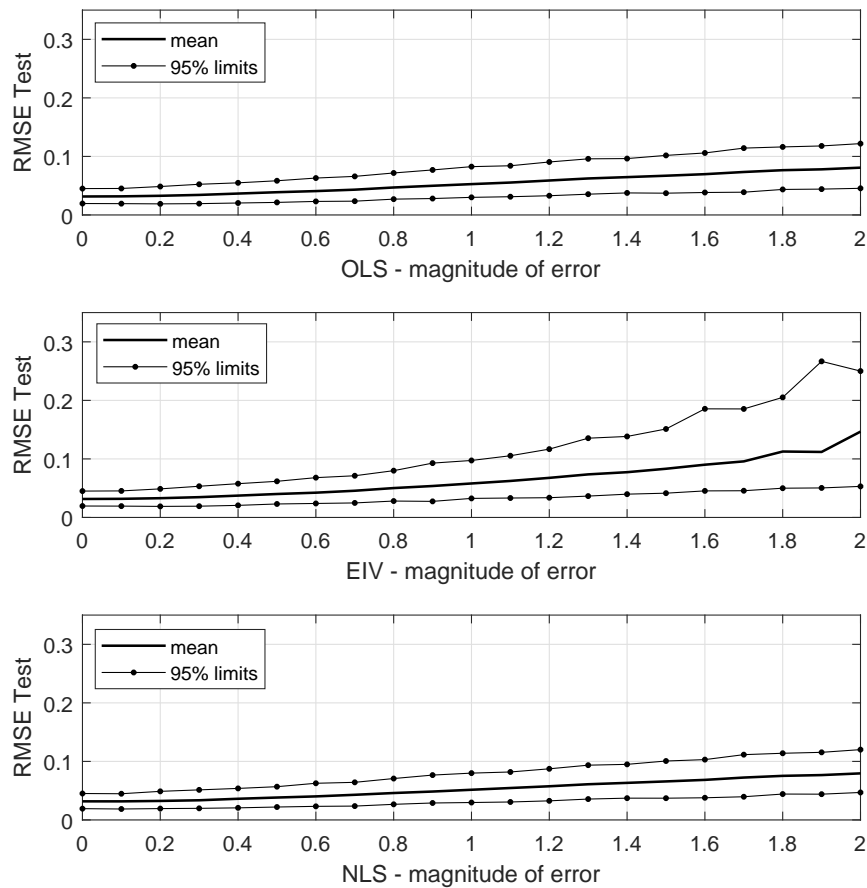 0.3
0.2
0.1
0
RMSE Test
mean
95% limits
0 0.2 0.4 0.6 0.8 1 1.2 1.4 1.6 1.8 2
OLS - magnitude of error
0.3
0.2
0.1
0
RMSE Test
mean
95% limits
0 0.2 0.4 0.6 0.8 1 1.2 1.4 1.6 1.8 2
EIV - magnitude of error
0.3
0.2
0.1
0
RMSE Test
mean
95% limits
0 0.2 0.4 0.6 0.8 1 1.2 1.4 1.6 1.8 2
NLS - magnitude of error